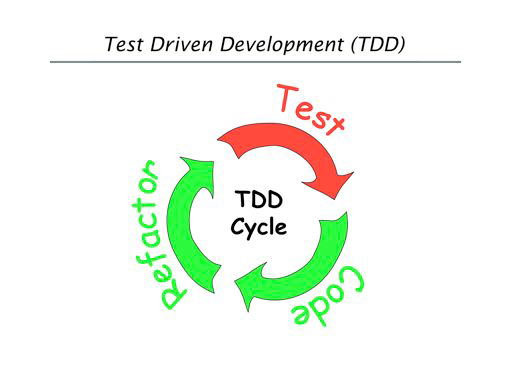 Test Driven Development (TDD)
Test
TDD
Cycle
Refactor
Code